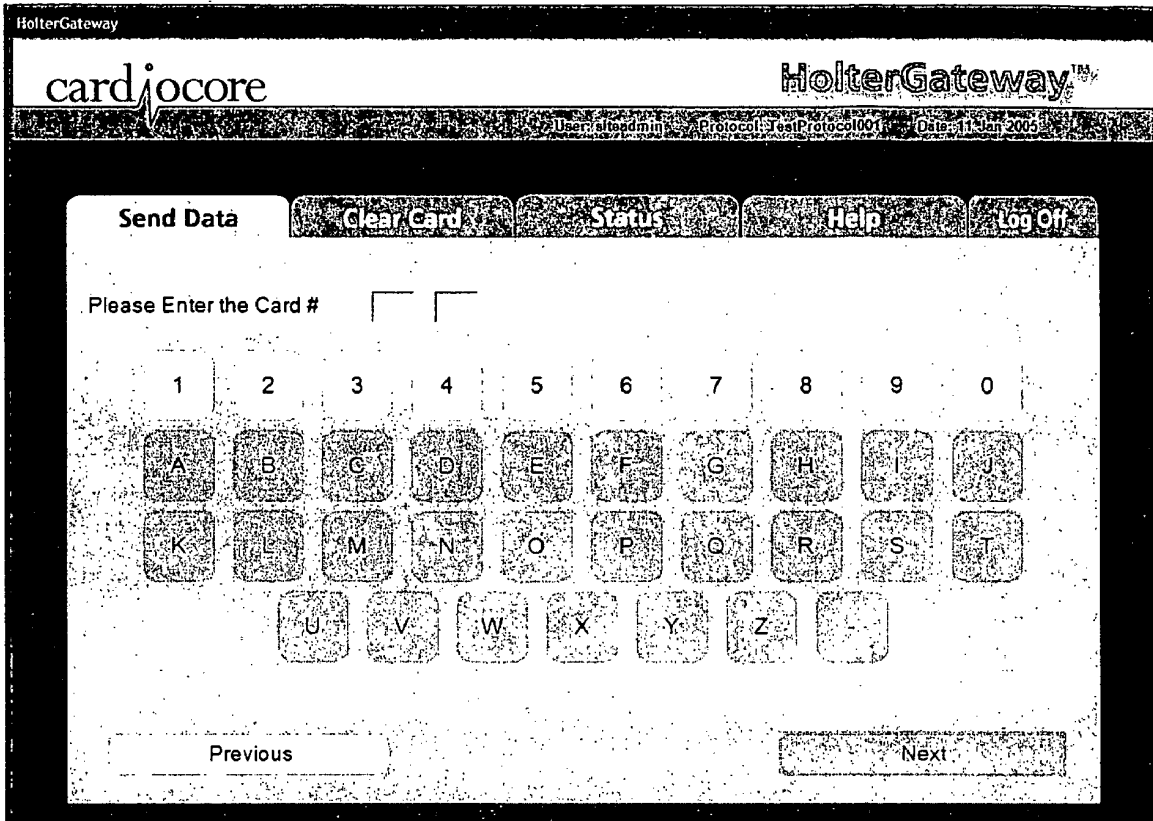 HolterGateway
cardiocore HolterGateway™
User: siteadmin Protocol: TestProtocol001 Date: 11 Jan 2005
Send Data Clear Card Status Help Log Off
Please Enter the Card #
1 2 3 4 5 6 7 8 9 0
A B C D E F G H I J
K L M N O P Q R S T
U V W X Y Z -
Previous Next